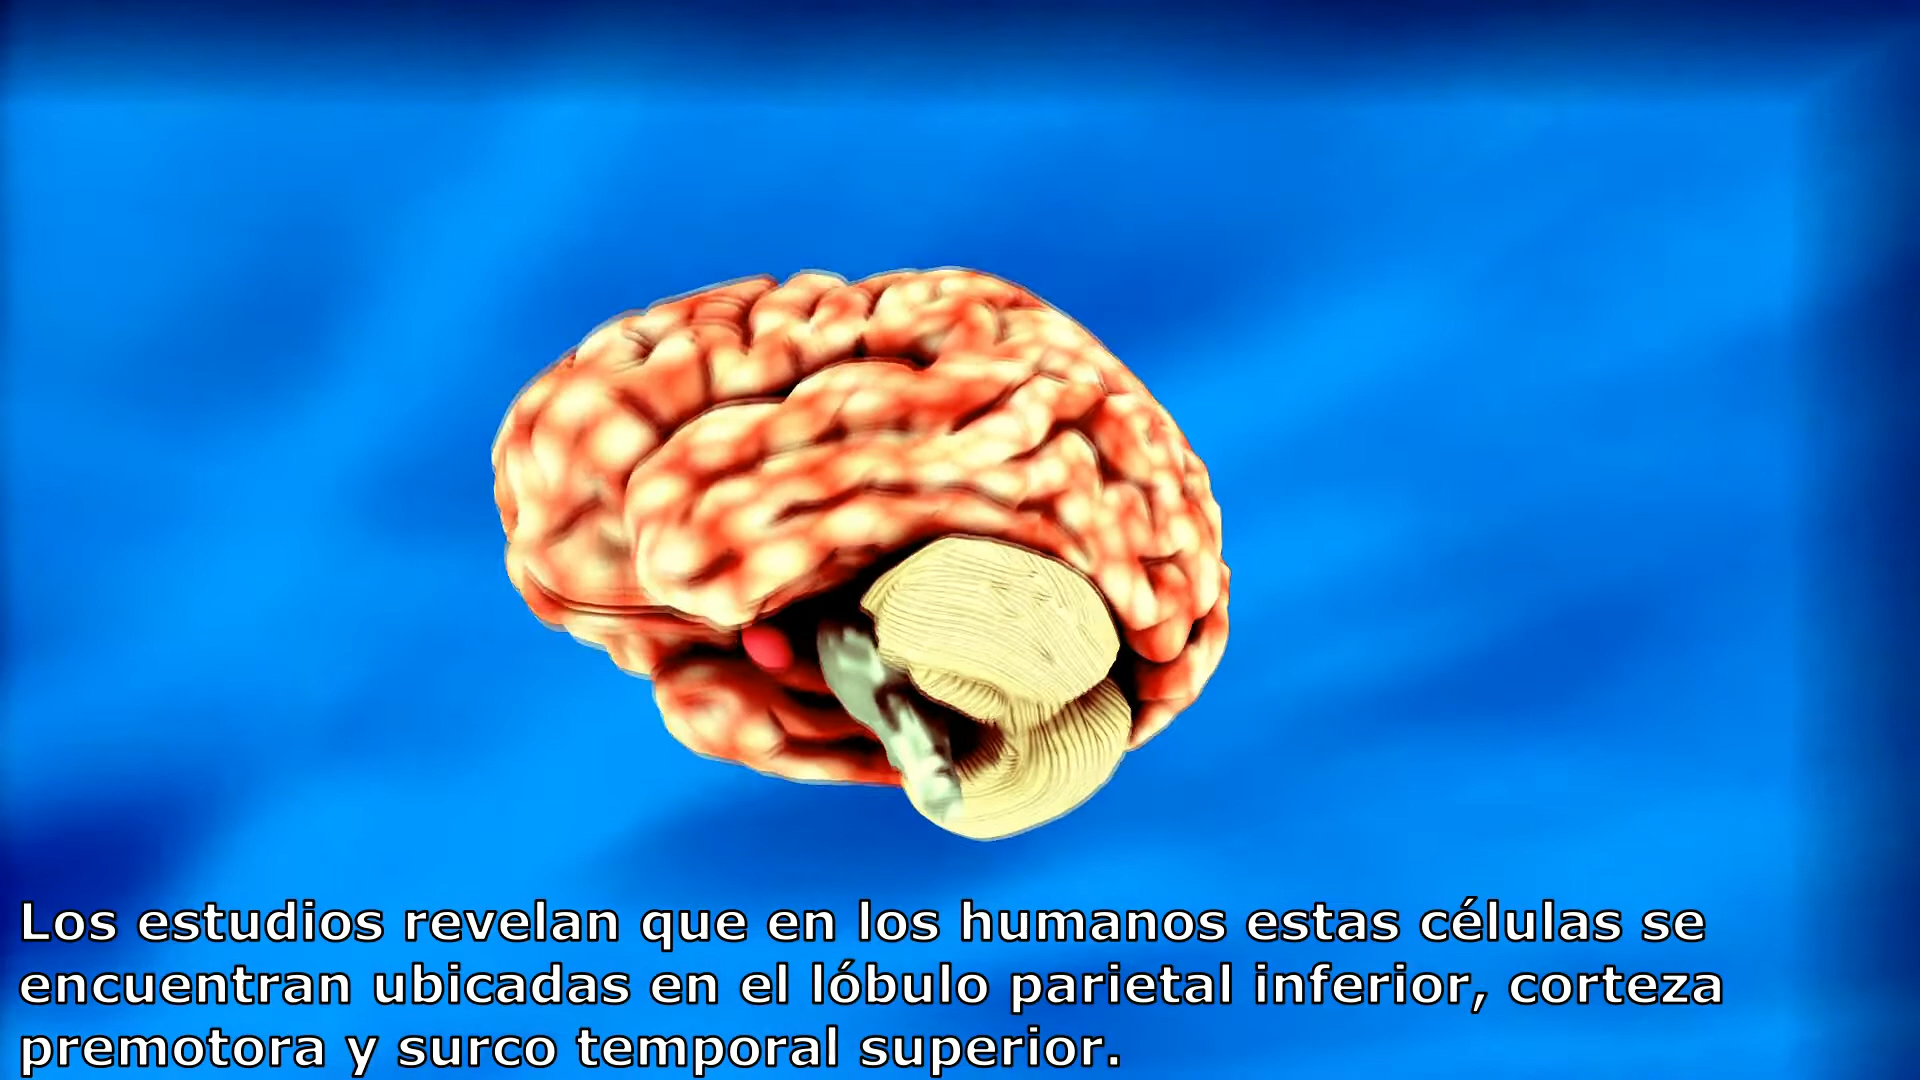 Los estudios revelan que en los humanos estas células se
encuentran ubicadas en el lóbulo parietal inferior, corteza
premotora y surco temporal superior.